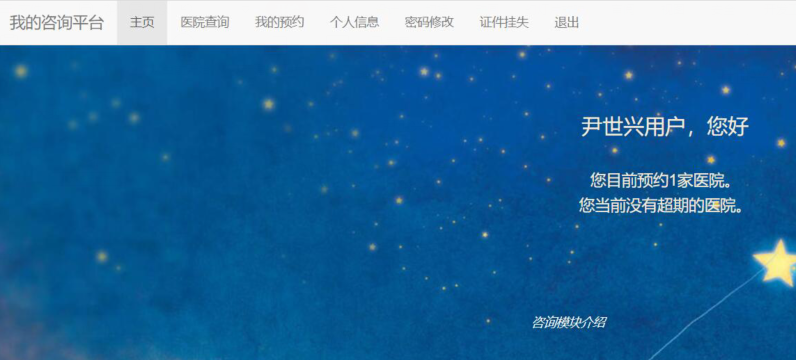 我的咨询平台 主页 医院查询 我的预约 个人信息 密码修改 证件挂失 退出
尹世兴用户，您好
您目前预约1家医院。
您当前没有超期的医院。
咨询模块介绍